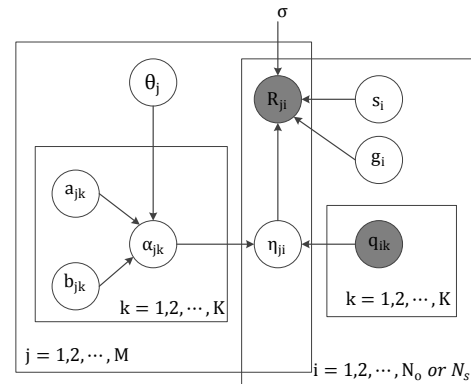 σ
θj
Rji
si
gi
ajk
αjk
ηji
qik
bjk
k = 1,2, ⋯ , K
k = 1,2, ⋯ , K
j = 1,2, ⋯ , M
i = 1,2, ⋯ , No or Ns